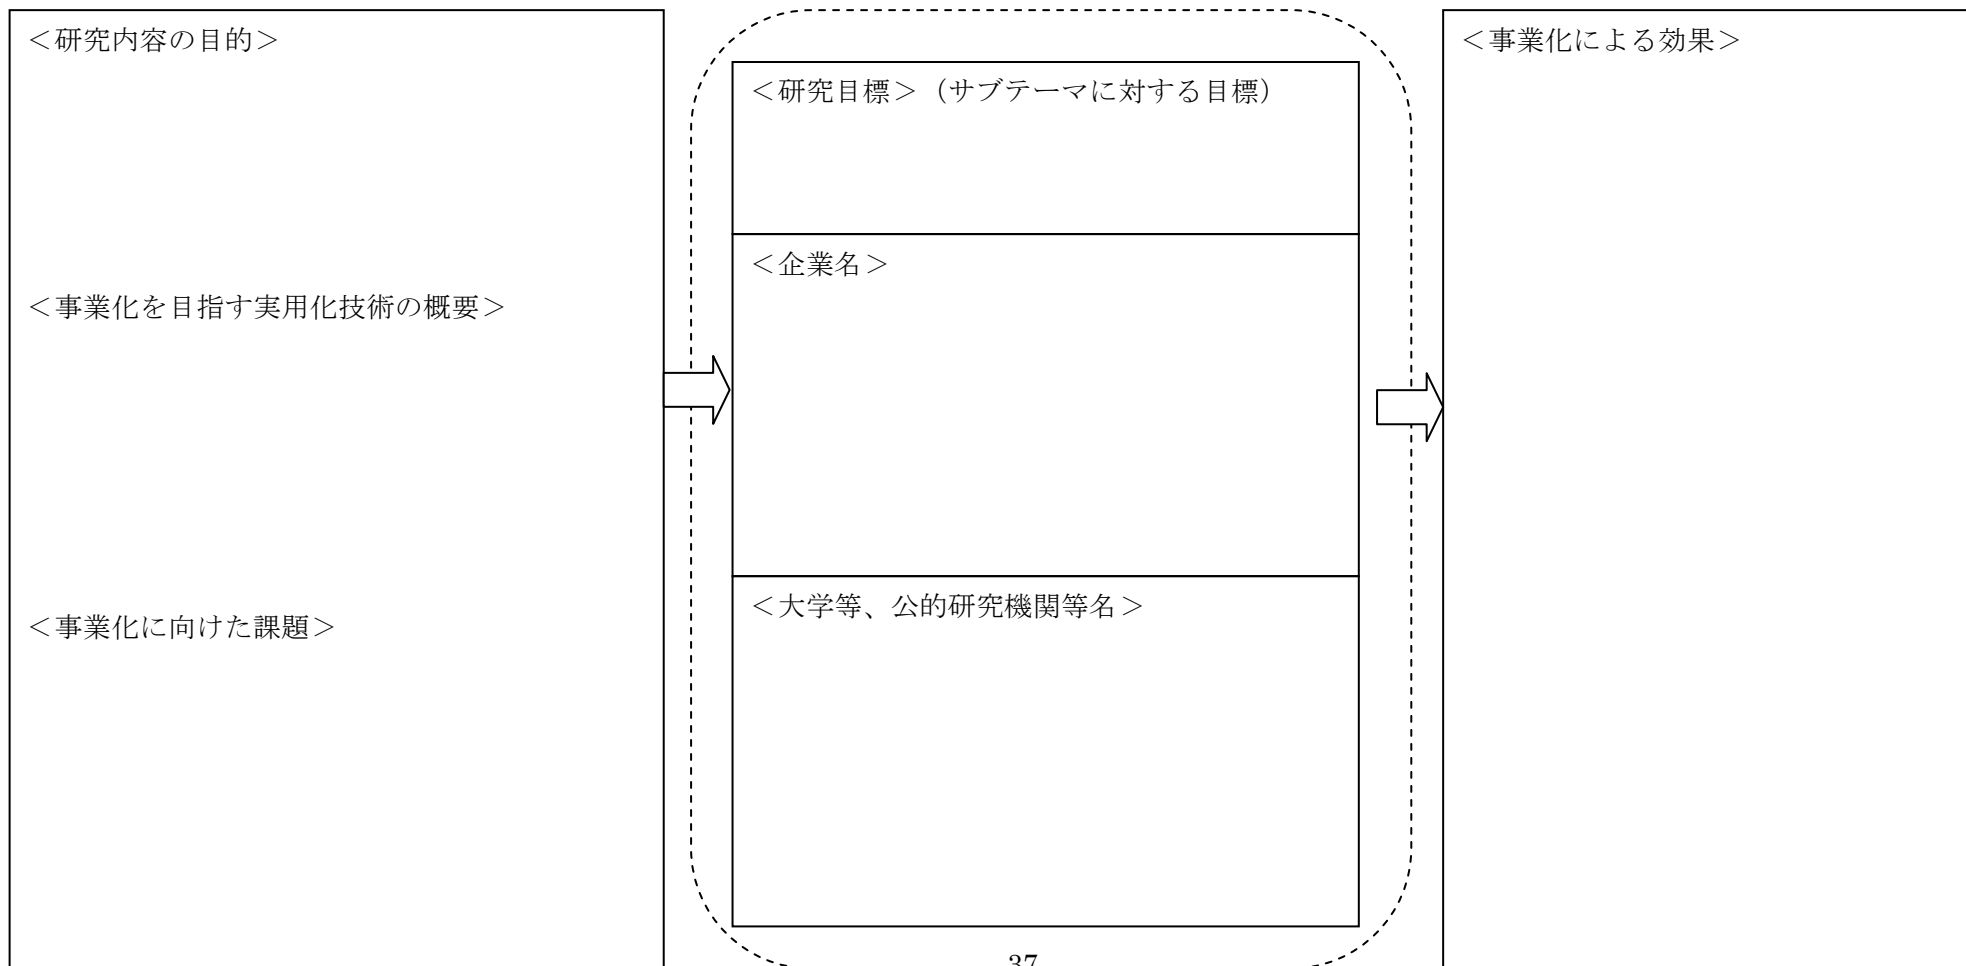 ＜研究内容の目的＞
＜事業化を目指す実用化技術の概要＞
＜事業化に向けた課題＞
＜研究目標＞（サブテーマに対する目標）
＜企業名＞
＜大学等、公的研究機関等名＞
＜事業化による効果＞
37